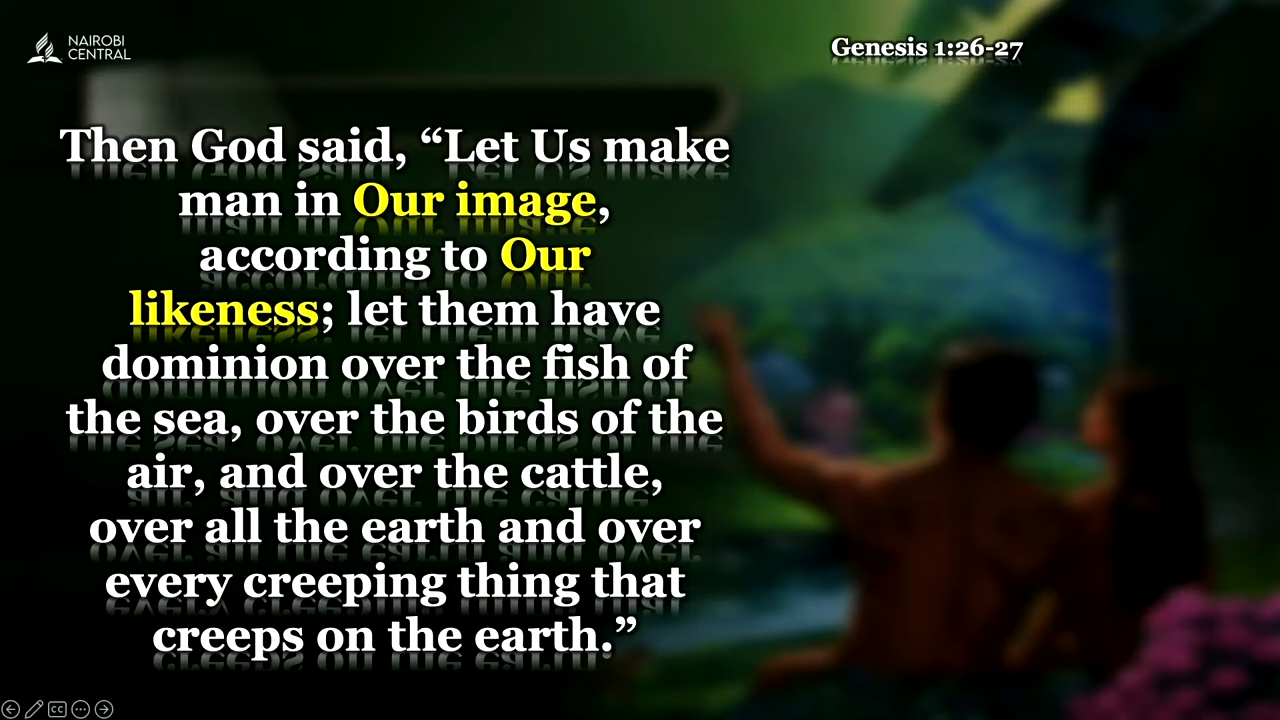 NAIROBI
CENTRAL
Genesis 1:26-27
Then God said, “Let Us make
man in Our image,
according to Our
likeness; let them have
dominion over the fish of
the sea, over the birds of the
air, and over the cattle,
over all the earth and over
every creeping thing that
creeps on the earth.”
CC